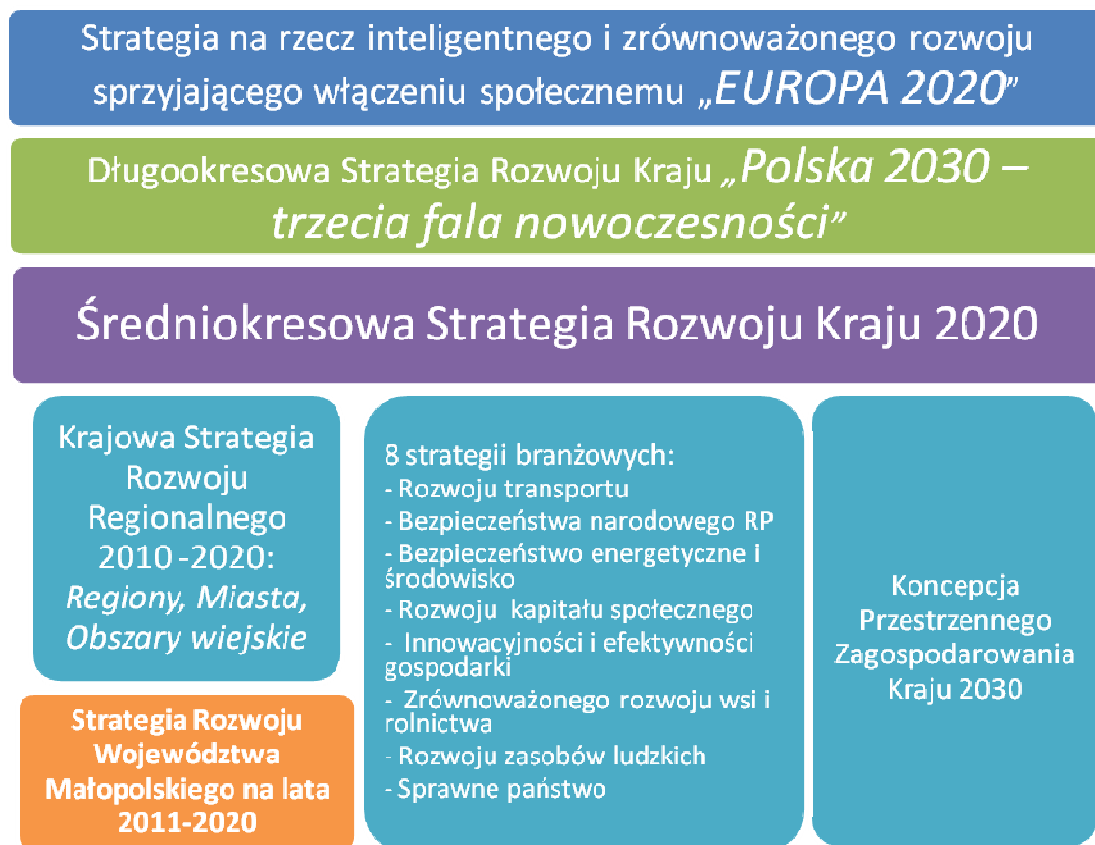 Strategia na rzecz inteligentnego i zrównoważonego rozwoju
sprzyjającego włączeniu społecznemu „EUROPA 2020”
Długookresowa Strategia Rozwoju Kraju „Polska 2030 –
trzecia fala nowoczesności”
Średniokresowa Strategia Rozwoju Kraju 2020
Krajowa Strategia
Rozwoju
Regionalnego
2010 -2020:
Regiony, Miasta,
Obszary wiejskie
Strategia Rozwoju
Województwa
Małopolskiego na lata
2011-2020
8 strategii branżowych:
- Rozwoju transportu
- Bezpieczeństwa narodowego RP
- Bezpieczeństwo energetyczne i
środowisko
- Rozwoju kapitału społecznego
- Innowacyjności i efektywności
gospodarki
- Zrównoważonego rozwoju wsi i
rolnictwa
- Rozwoju zasobów ludzkich
- Sprawne państwo
Koncepcja
Przestrzennego
Zagospodarowania
Kraju 2030